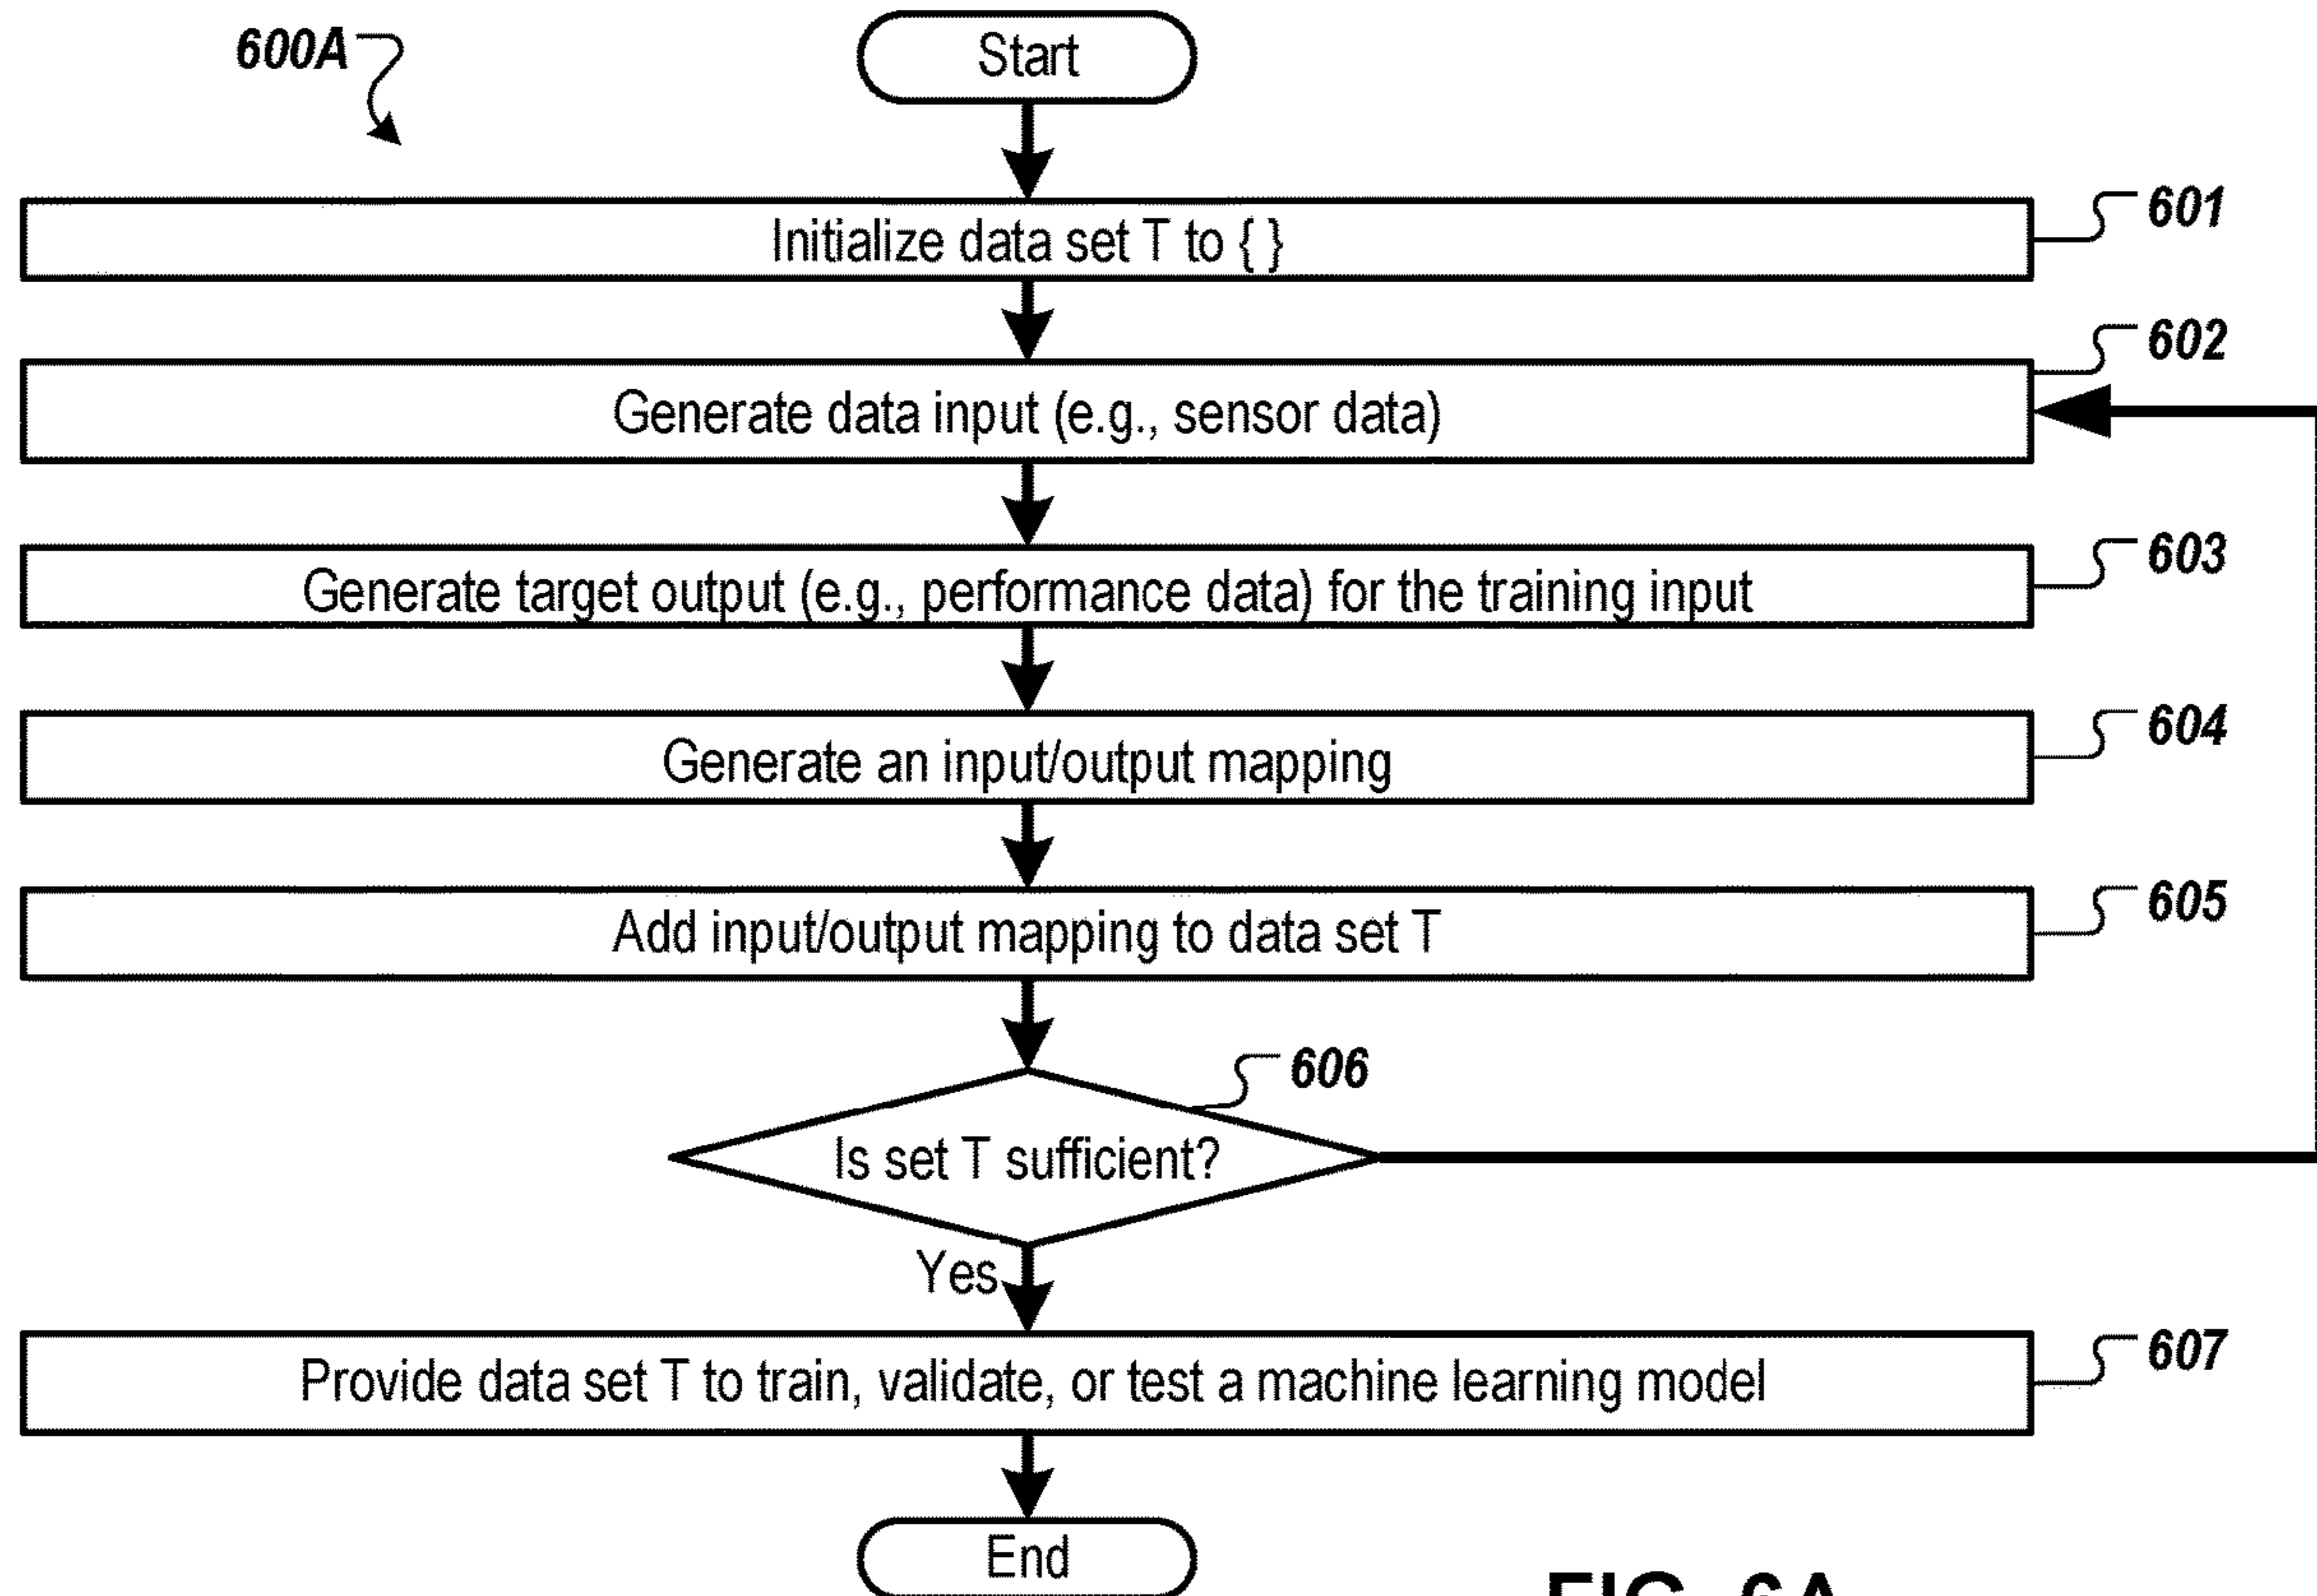 600A
Start
601
Initialize data set T to { }
602
Generate data input (e.g., sensor data)
603
Generate target output (e.g., performance data) for the training input
604
Generate an input/output mapping
605
Add input/output mapping to data set T
606
Is set T sufficient?
Yes
607
Provide data set T to train, validate, or test a machine learning model
End
FIG. 6A